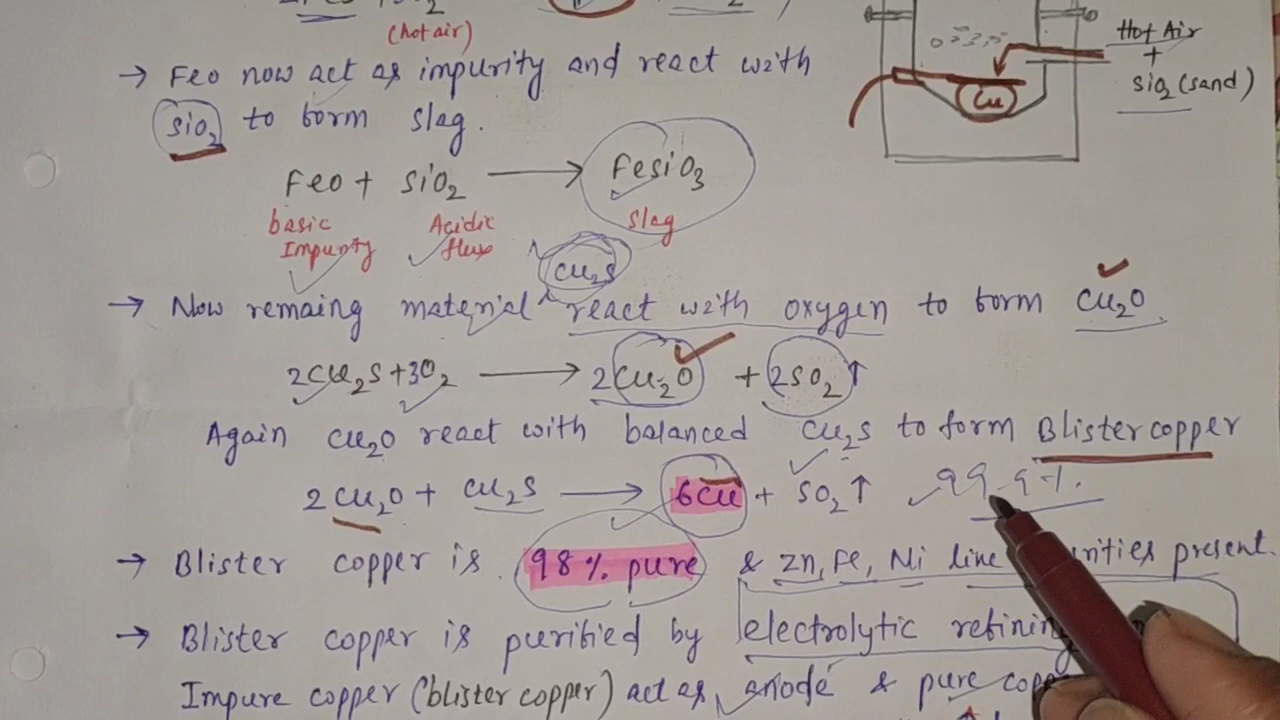 (hot air)
→ FeO now act as impurity and react with
SiO₂ to form slag.
FeO + SiO₂ → FeSiO₃
basic Impurity
Acidic flux
slag
Hot Air
+
SiO₂ (sand)
Cu
Cu₂S
→ Now remaing material ^ react with oxygen to form Cu₂O
2Cu₂S + 3O₂ → 2Cu₂O + 2SO₂ ↑
Again Cu₂O react with balanced Cu₂S to form Blister copper
2Cu₂O + Cu₂S → 6Cu + SO₂ ↑ 99.9%.
→ Blister copper is 98% pure & Zn, Fe, Ni line present.
→ Blister copper is purified by electrolytic refining
Impure copper (blister copper) act as anode & pure